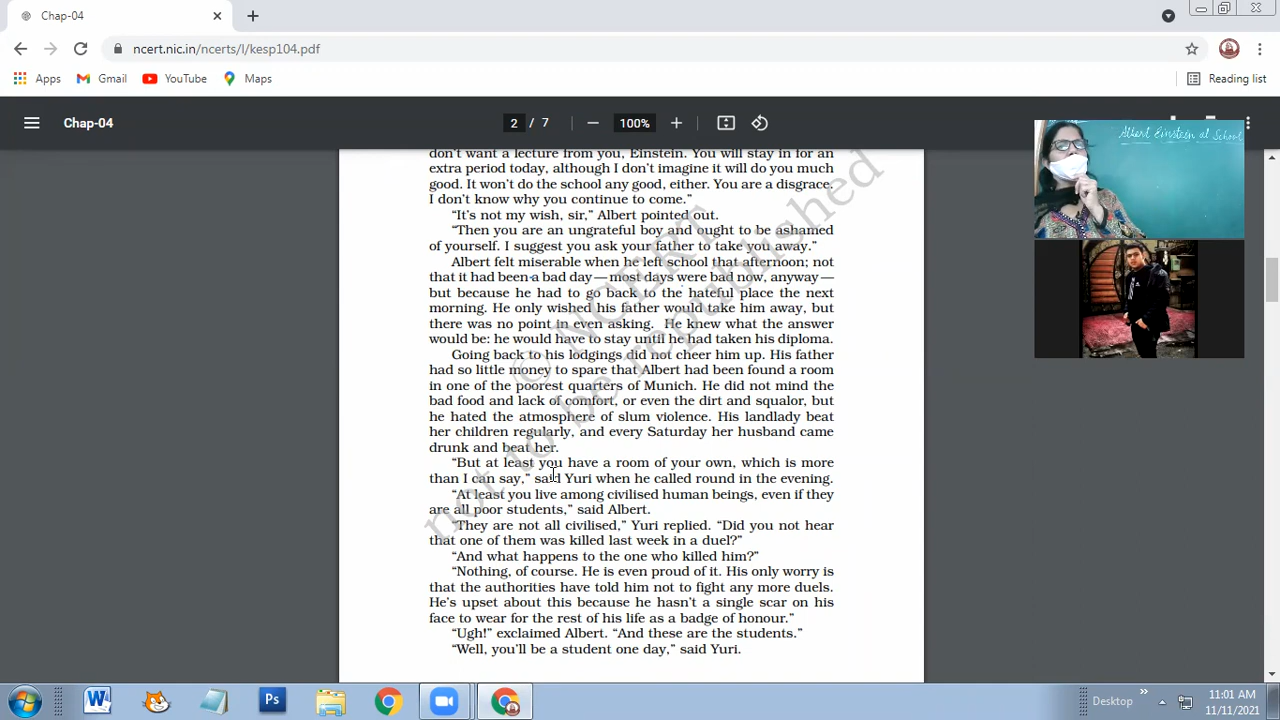 Chap-04
ncert.nic.in/ncerts/l/kesp104.pdf
Apps Gmail YouTube Maps Reading list
Chap-04 2 / 7 100%
Albert Einstein at School
don't want a lecture from you, Einstein. You will stay in for an
extra period today, although I don't imagine it will do you much
good. It won't do the school any good, either. You are a disgrace.
I don't know why you continue to come.”
“It's not my wish, sir,” Albert pointed out.
“Then you are an ungrateful boy and ought to be ashamed
of yourself. I suggest you ask your father to take you away.”
Albert felt miserable when he left school that afternoon; not
that it had been a bad day — most days were bad now, anyway —
but because he had to go back to the hateful place the next
morning. He only wished his father would take him away, but
there was no point in even asking. He knew what the answer
would be: he would have to stay until he had taken his diploma.
Going back to his lodgings did not cheer him up. His father
had so little money to spare that Albert had been found a room
in one of the poorest quarters of Munich. He did not mind the
bad food and lack of comfort, or even the dirt and squalor, but
he hated the atmosphere of slum violence. His landlady beat
her children regularly, and every Saturday her husband came
drunk and beat her.
“But at least you have a room of your own, which is more
than I can say,” said Yuri when he called round in the evening.
“At least you live among civilised human beings, even if they
are all poor students,” said Albert.
“They are not all civilised,” Yuri replied. “Did you not hear
that one of them was killed last week in a duel?”
“And what happens to the one who killed him?”
“Nothing, of course. He is even proud of it. His only worry is
that the authorities have told him not to fight any more duels.
He's upset about this because he hasn't a single scar on his
face to wear for the rest of his life as a badge of honour.”
“Ugh!” exclaimed Albert. “And these are the students.”
“Well, you'll be a student one day,” said Yuri.
© NCERT
not to be republished
Desktop
11:01 AM
11/11/2021